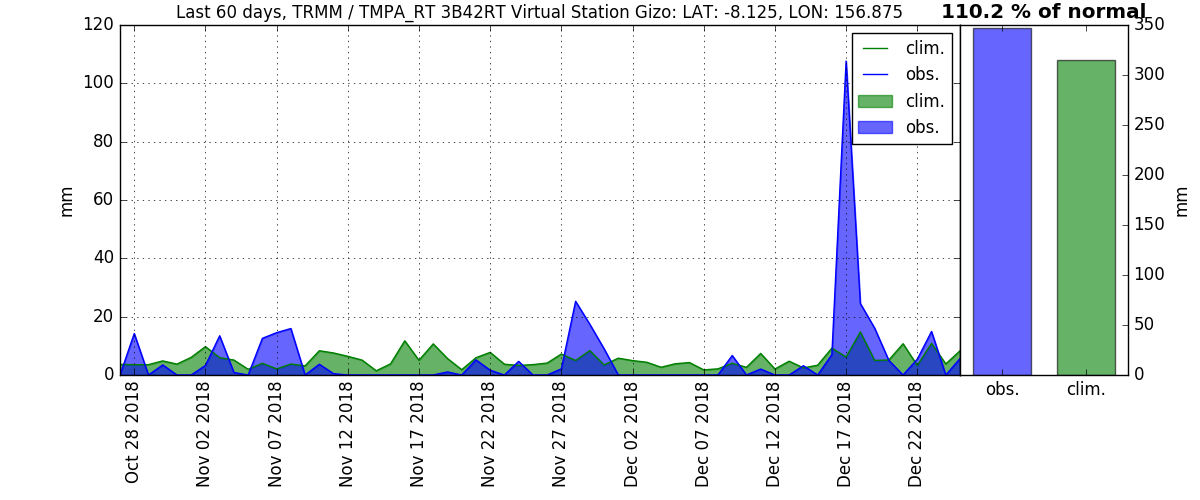 Last 60 days, TRMM / TMPA_RT 3B42RT Virtual Station Gizo: LAT: -8.125, LON: 156.875
110.2 % of normal
120
100
80
60
40
20
0
mm
clim.
obs.
clim.
obs.
Oct 28 2018
Nov 02 2018
Nov 07 2018
Nov 12 2018
Nov 17 2018
Nov 22 2018
Nov 27 2018
Dec 02 2018
Dec 07 2018
Dec 12 2018
Dec 17 2018
Dec 22 2018
350
300
250
200
150
100
50
0
mm
obs.
clim.